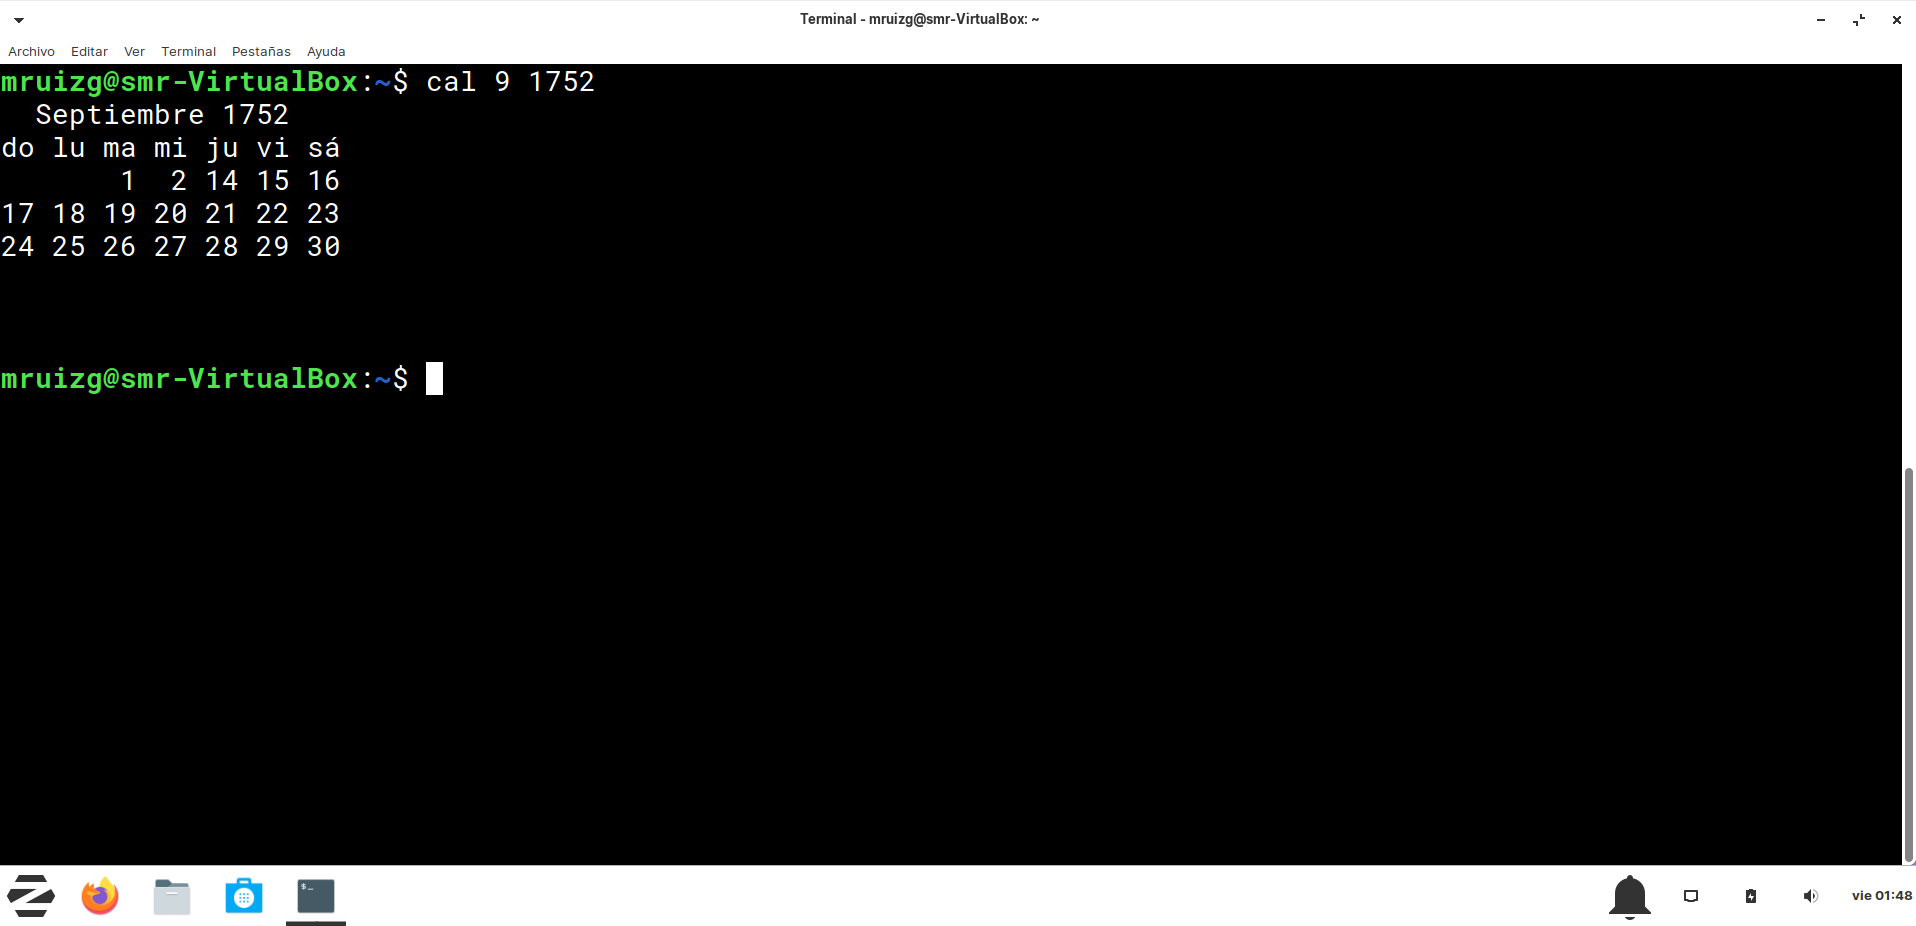 Terminal - mruizg@smr-VirtualBox: ~
Archivo Editar Ver Terminal Pestañas Ayuda
mruizg@smr-VirtualBox:~$ cal 9 1752
  Septiembre 1752
do lu ma mi ju vi sá
       1  2 14 15 16
17 18 19 20 21 22 23
24 25 26 27 28 29 30
mruizg@smr-VirtualBox:~$
$_
vie 01:48